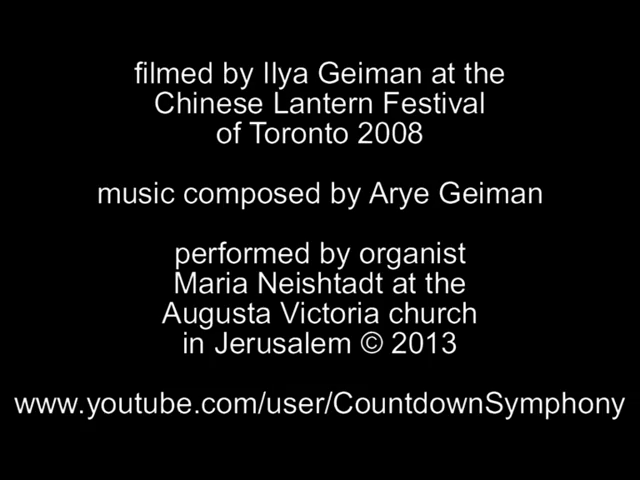 filmed by Ilya Geiman at the
Chinese Lantern Festival
of Toronto 2008
music composed by Arye Geiman
performed by organist
Maria Neishtadt at the
Augusta Victoria church
in Jerusalem © 2013
www.youtube.com/user/CountdownSymphony